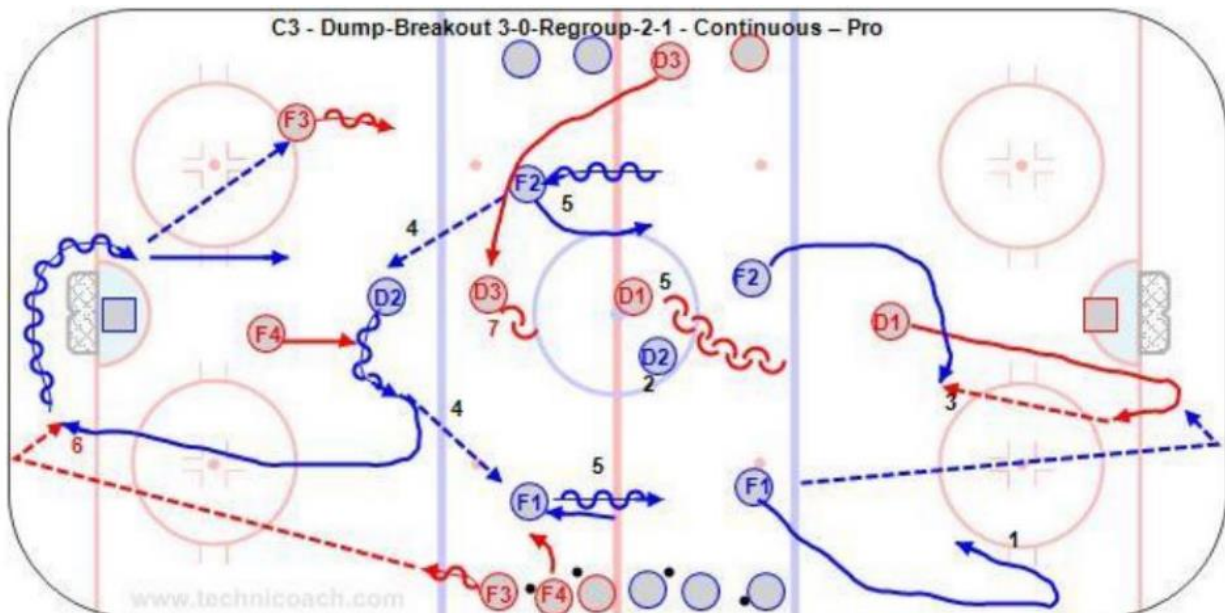 C3 - Dump-Breakout 3-0-Regroup-2-1 - Continuous – Pro
D3
F3
F2
5
4
F2
D2
D3
D1
5
D1
F4
7
D2
2
4
3
6
5
F1
F1
1
F3
F4
www.technicoach.com